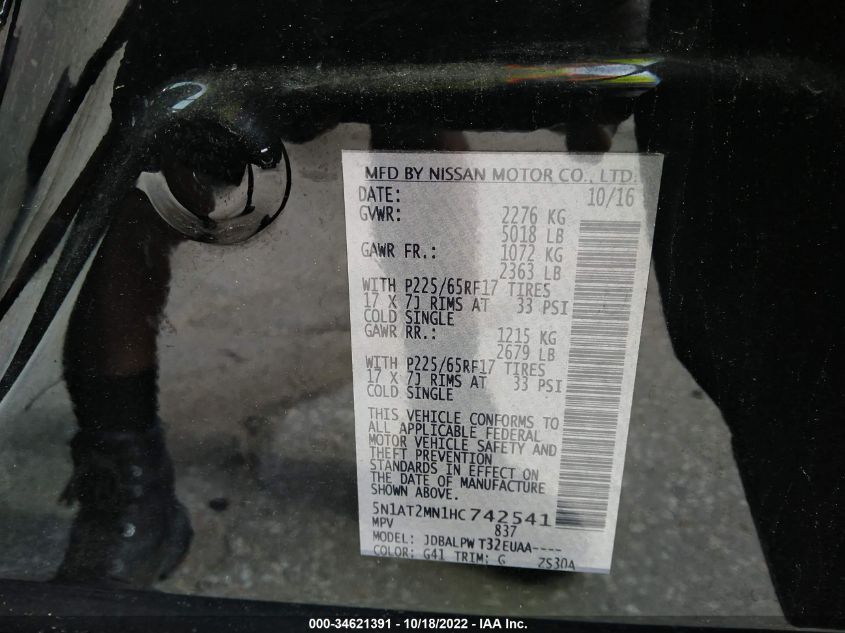 MFD BY NISSAN MOTOR CO., LTD.
DATE: 10/16
GVWR: 2276 KG
5018 LB
GAWR FR.: 1072 KG
2363 LB
WITH P225/65RF17 TIRES
17 X 7J RIMS AT 33 PSI
COLD SINGLE
GAWR RR.: 1215 KG
2679 LB
WITH P225/65RF17 TIRES
17 X 7J RIMS AT 33 PSI
COLD SINGLE
THIS VEHICLE CONFORMS TO
ALL APPLICABLE FEDERAL
MOTOR VEHICLE SAFETY AND
THEFT PREVENTION
STANDARDS IN EFFECT ON
THE DATE OF MANUFACTURE
SHOWN ABOVE.
5N1AT2MN1HC742541
MPV 837
MODEL: JDBALPW T32EUAA----
COLOR: G41 TRIM: G ZS30A
000-34621391 - 10/18/2022 - IAA Inc.